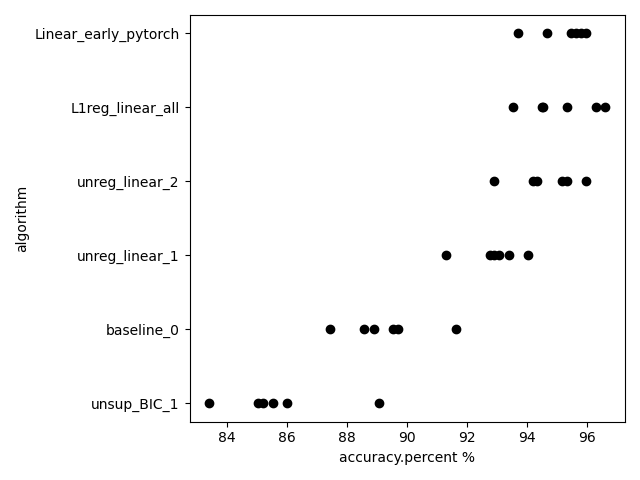 Linear_early_pytorch
L1reg_linear_all
unreg_linear_2
unreg_linear_1
baseline_0
unsup_BIC_1
algorithm
84 86 88 90 92 94 96
accuracy.percent %